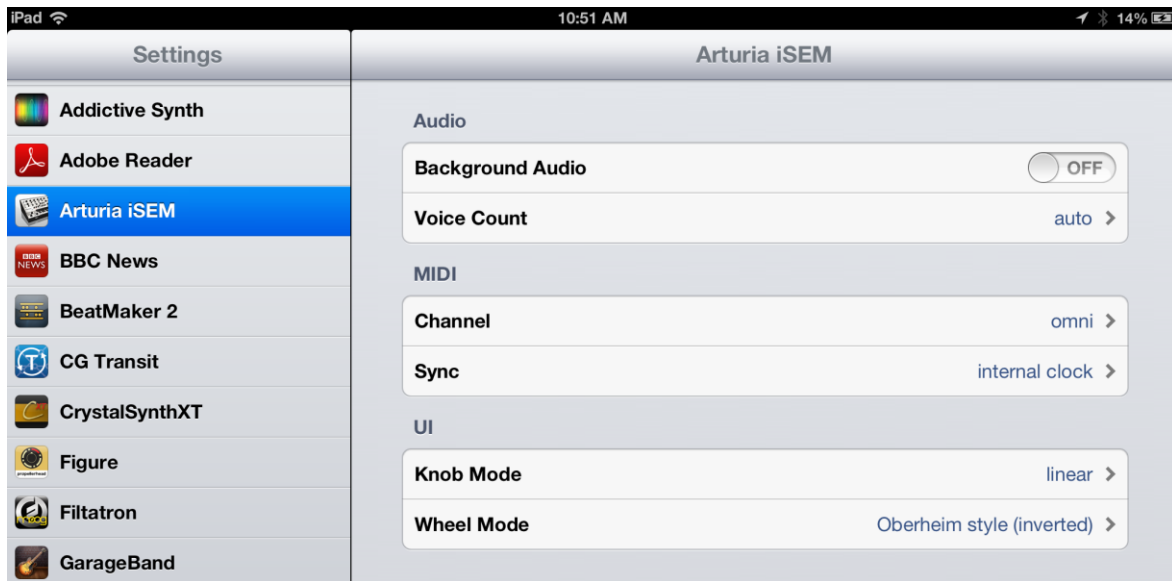 iPad 10:51 AM 14%
Settings
Arturia iSEM
Addictive Synth
Adobe Reader
Arturia iSEM
BBC NEWS
BBC News
BeatMaker 2
CG Transit
CrystalSynthXT
Figure
Filtatron
GarageBand
Audio
Background Audio OFF
Voice Count auto
MIDI
Channel omni
Sync internal clock
UI
Knob Mode linear
Wheel Mode Oberheim style (inverted)